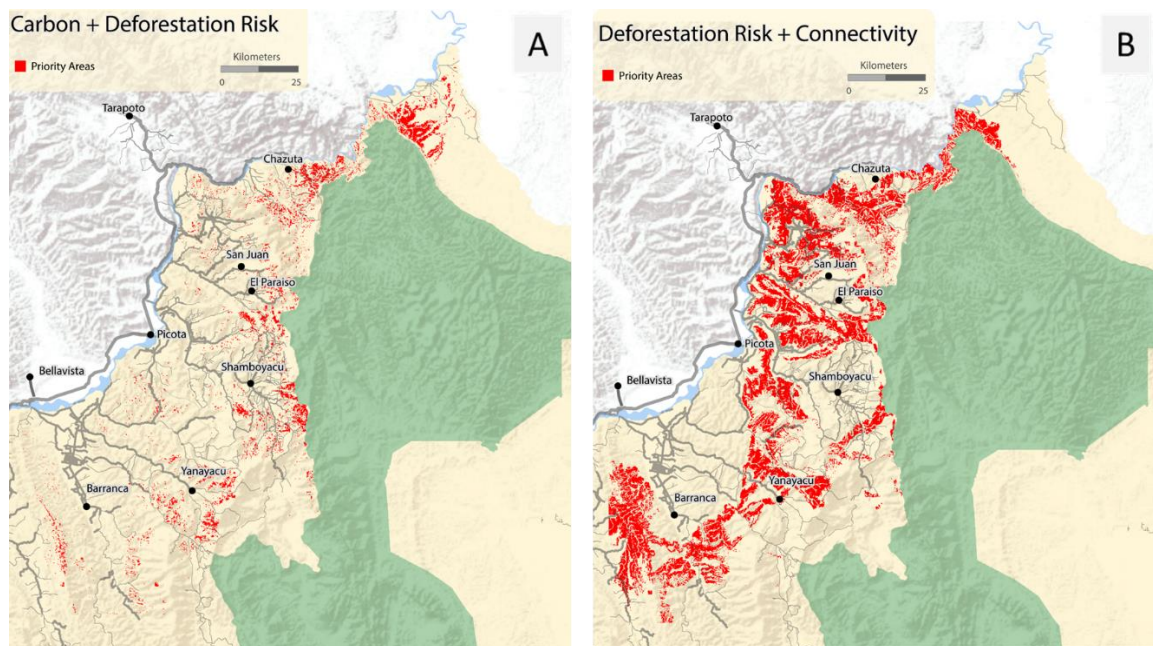 Carbon + Deforestation Risk
A
Kilometers
Priority Areas
0 25
Tarapoto
Chazuta
San Juan
El Paraiso
Picota
Bellavista
Shamboyacu
Yanayacu
Barranca
Deforestation Risk + Connectivity
B
Kilometers
Priority Areas
0 25
Tarapoto
Chazuta
San Juan
El Paraiso
Picota
Bellavista
Shamboyacu
Yanayacu
Barranca